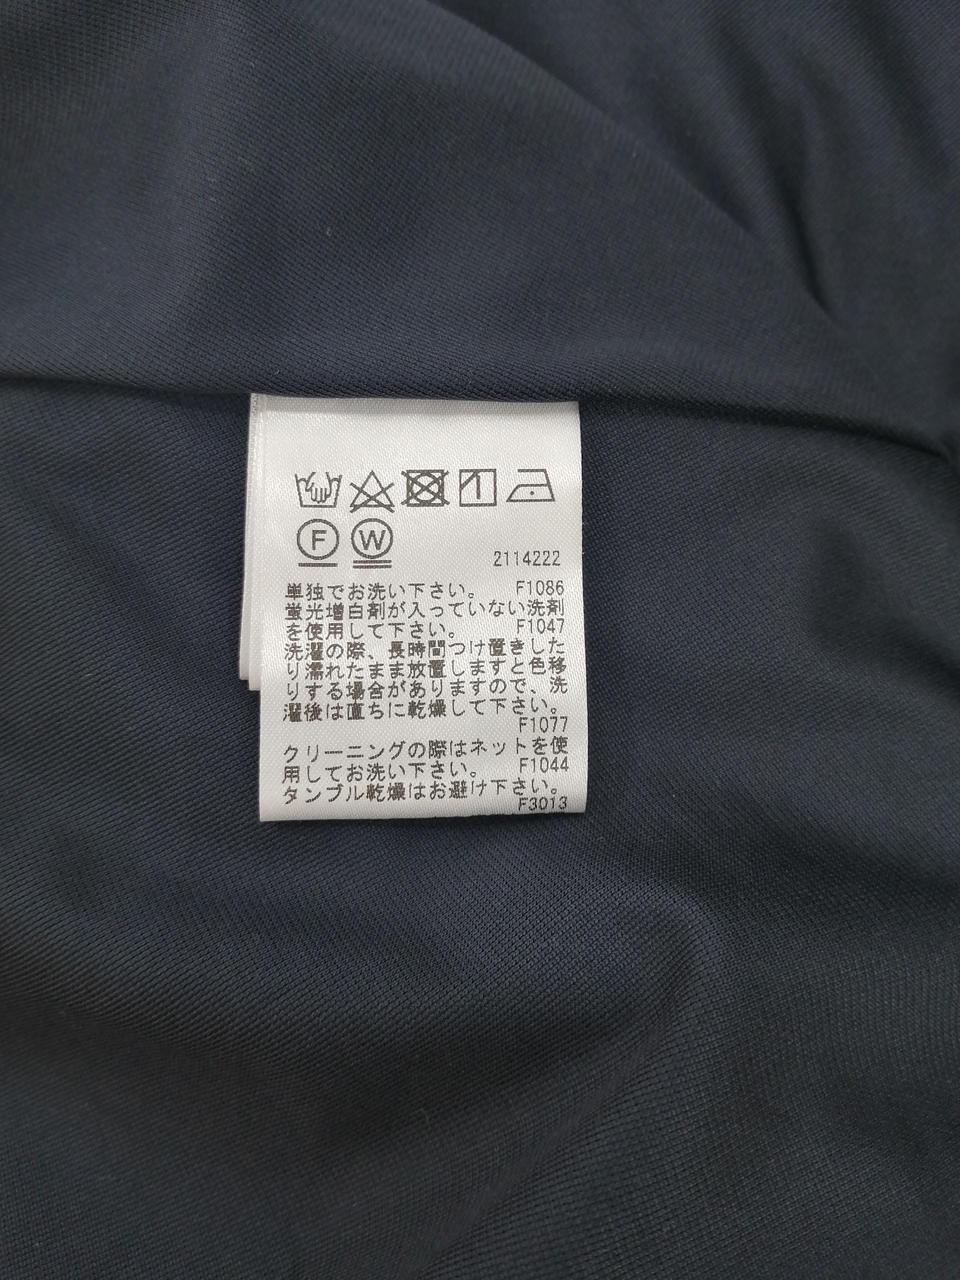 F W
2114222
単独でお洗い下さい。 F1086
蛍光増白剤が入っていない洗剤
を使用して下さい。 F1047
洗濯の際、長時間つけ置きした
り濡れたまま放置しますと色移
りする場合がありますので、洗
濯後は直ちに乾燥して下さい。
F1077
クリーニングの際はネットを使
用してお洗い下さい。 F1044
タンブル乾燥はお避け下さい。
F3013